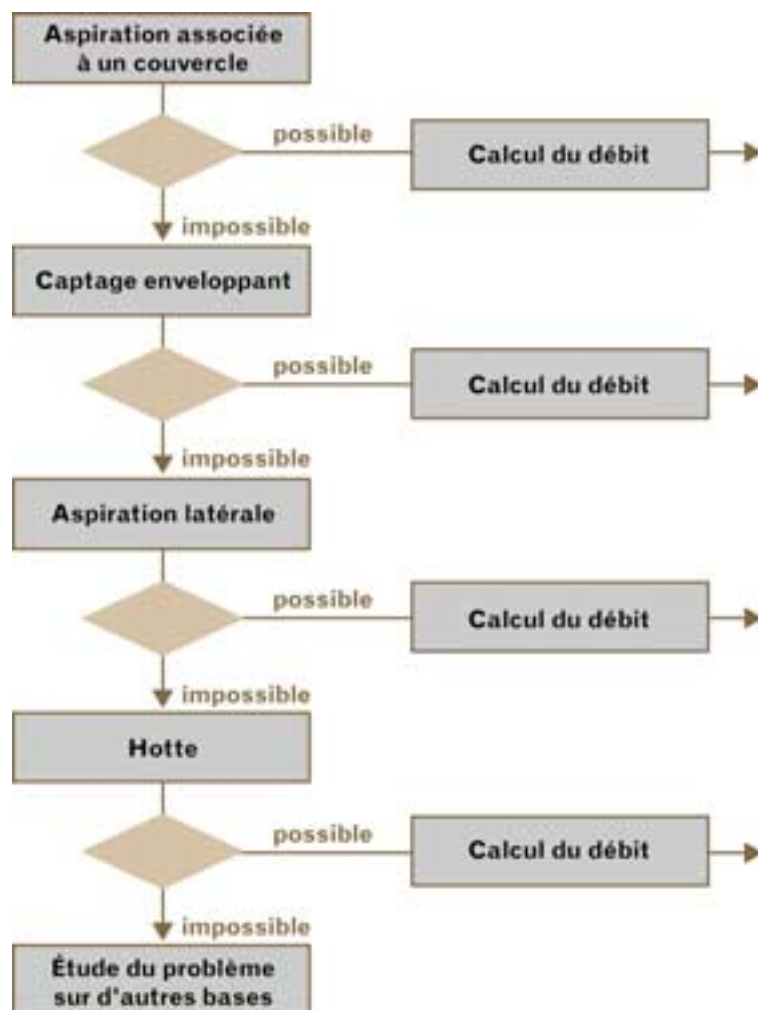 Aspiration associée
à un couvercle
possible
Calcul du débit
impossible
Captage enveloppant
possible
Calcul du débit
impossible
Aspiration latérale
possible
Calcul du débit
impossible
Hotte
possible
Calcul du débit
impossible
Étude du problème
sur d'autres bases